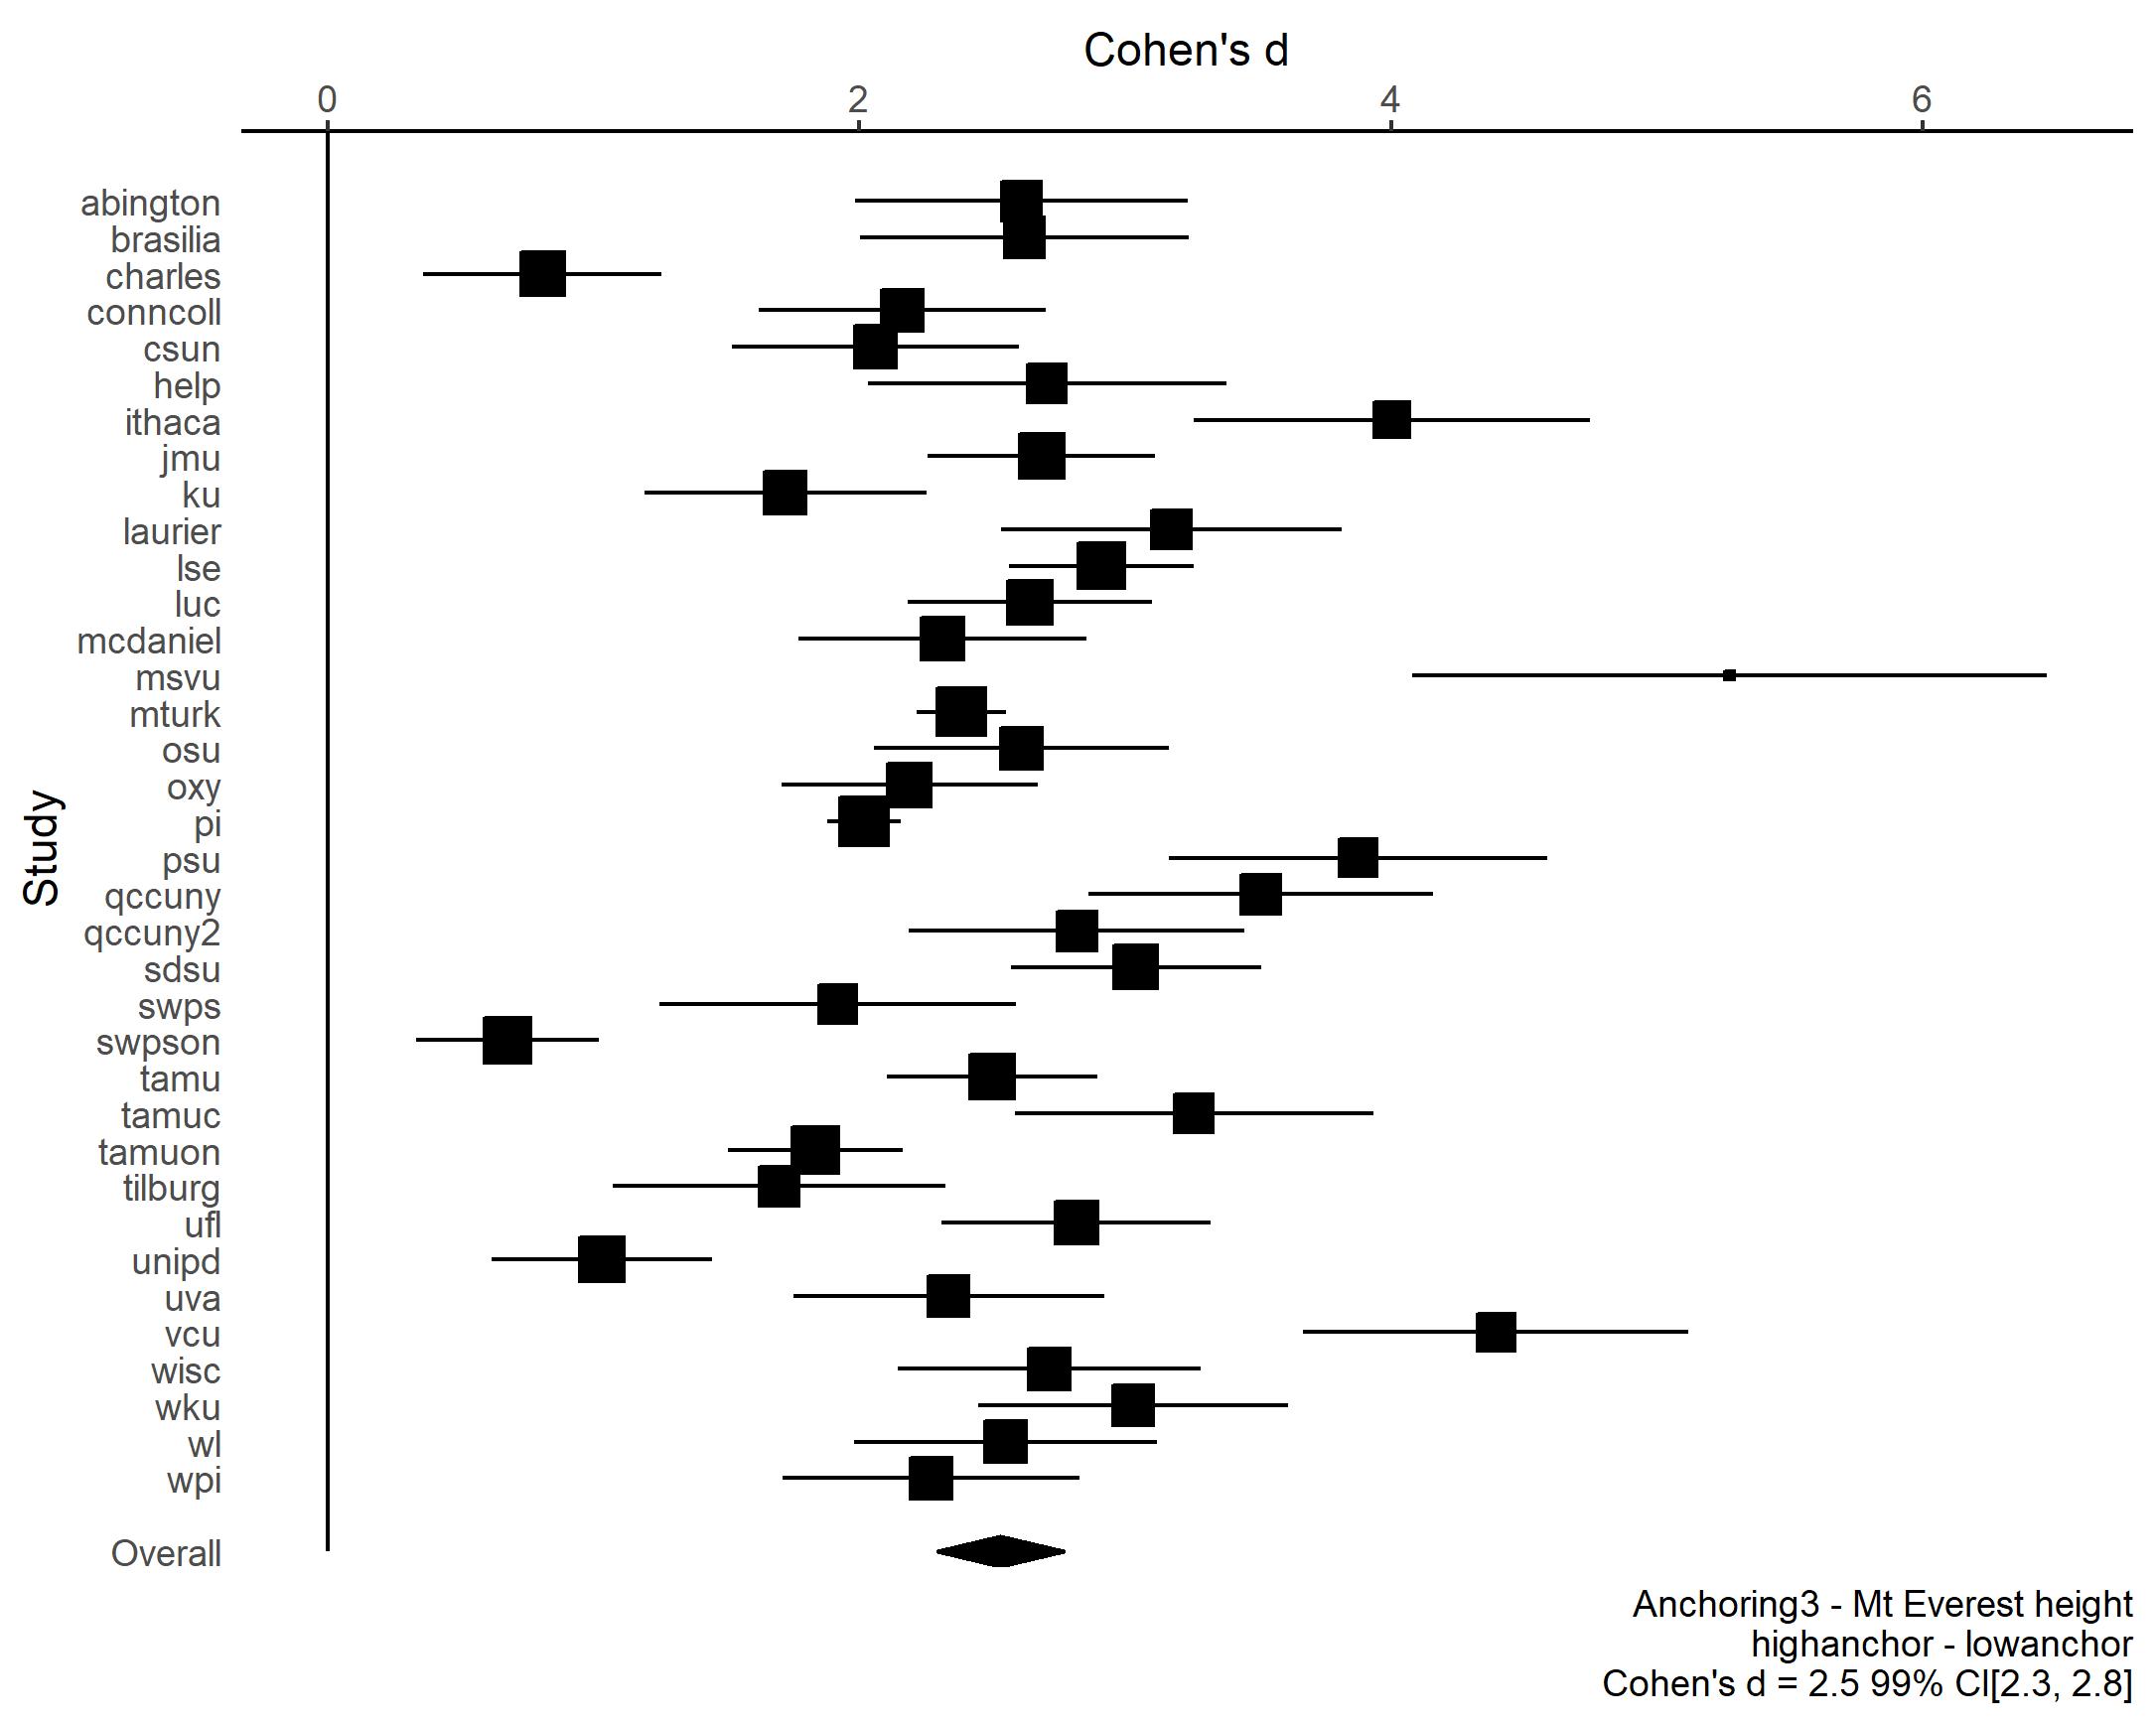 Cohen's d
0 2 4 6
abington
brasilia
charles
conncoll
csun
help
ithaca
jmu
ku
laurier
lse
luc
mcdaniel
msvu
mturk
osu
oxy
pi
psu
qccuny
qccuny2
sdsu
swps
swpson
tamu
tamuc
tamuon
tilburg
ufl
unipd
uva
vcu
wisc
wku
wl
wpi
Overall
Study
Anchoring3 - Mt Everest height
highanchor - lowanchor
Cohen's d = 2.5 99% CI[2.3, 2.8]